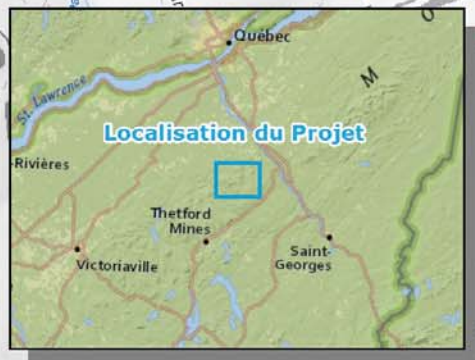 Québec
M
O
St. Lawrence
Localisation du Projet
-Rivières
Thetford
Mines
Saint-
Georges
Victoriaville